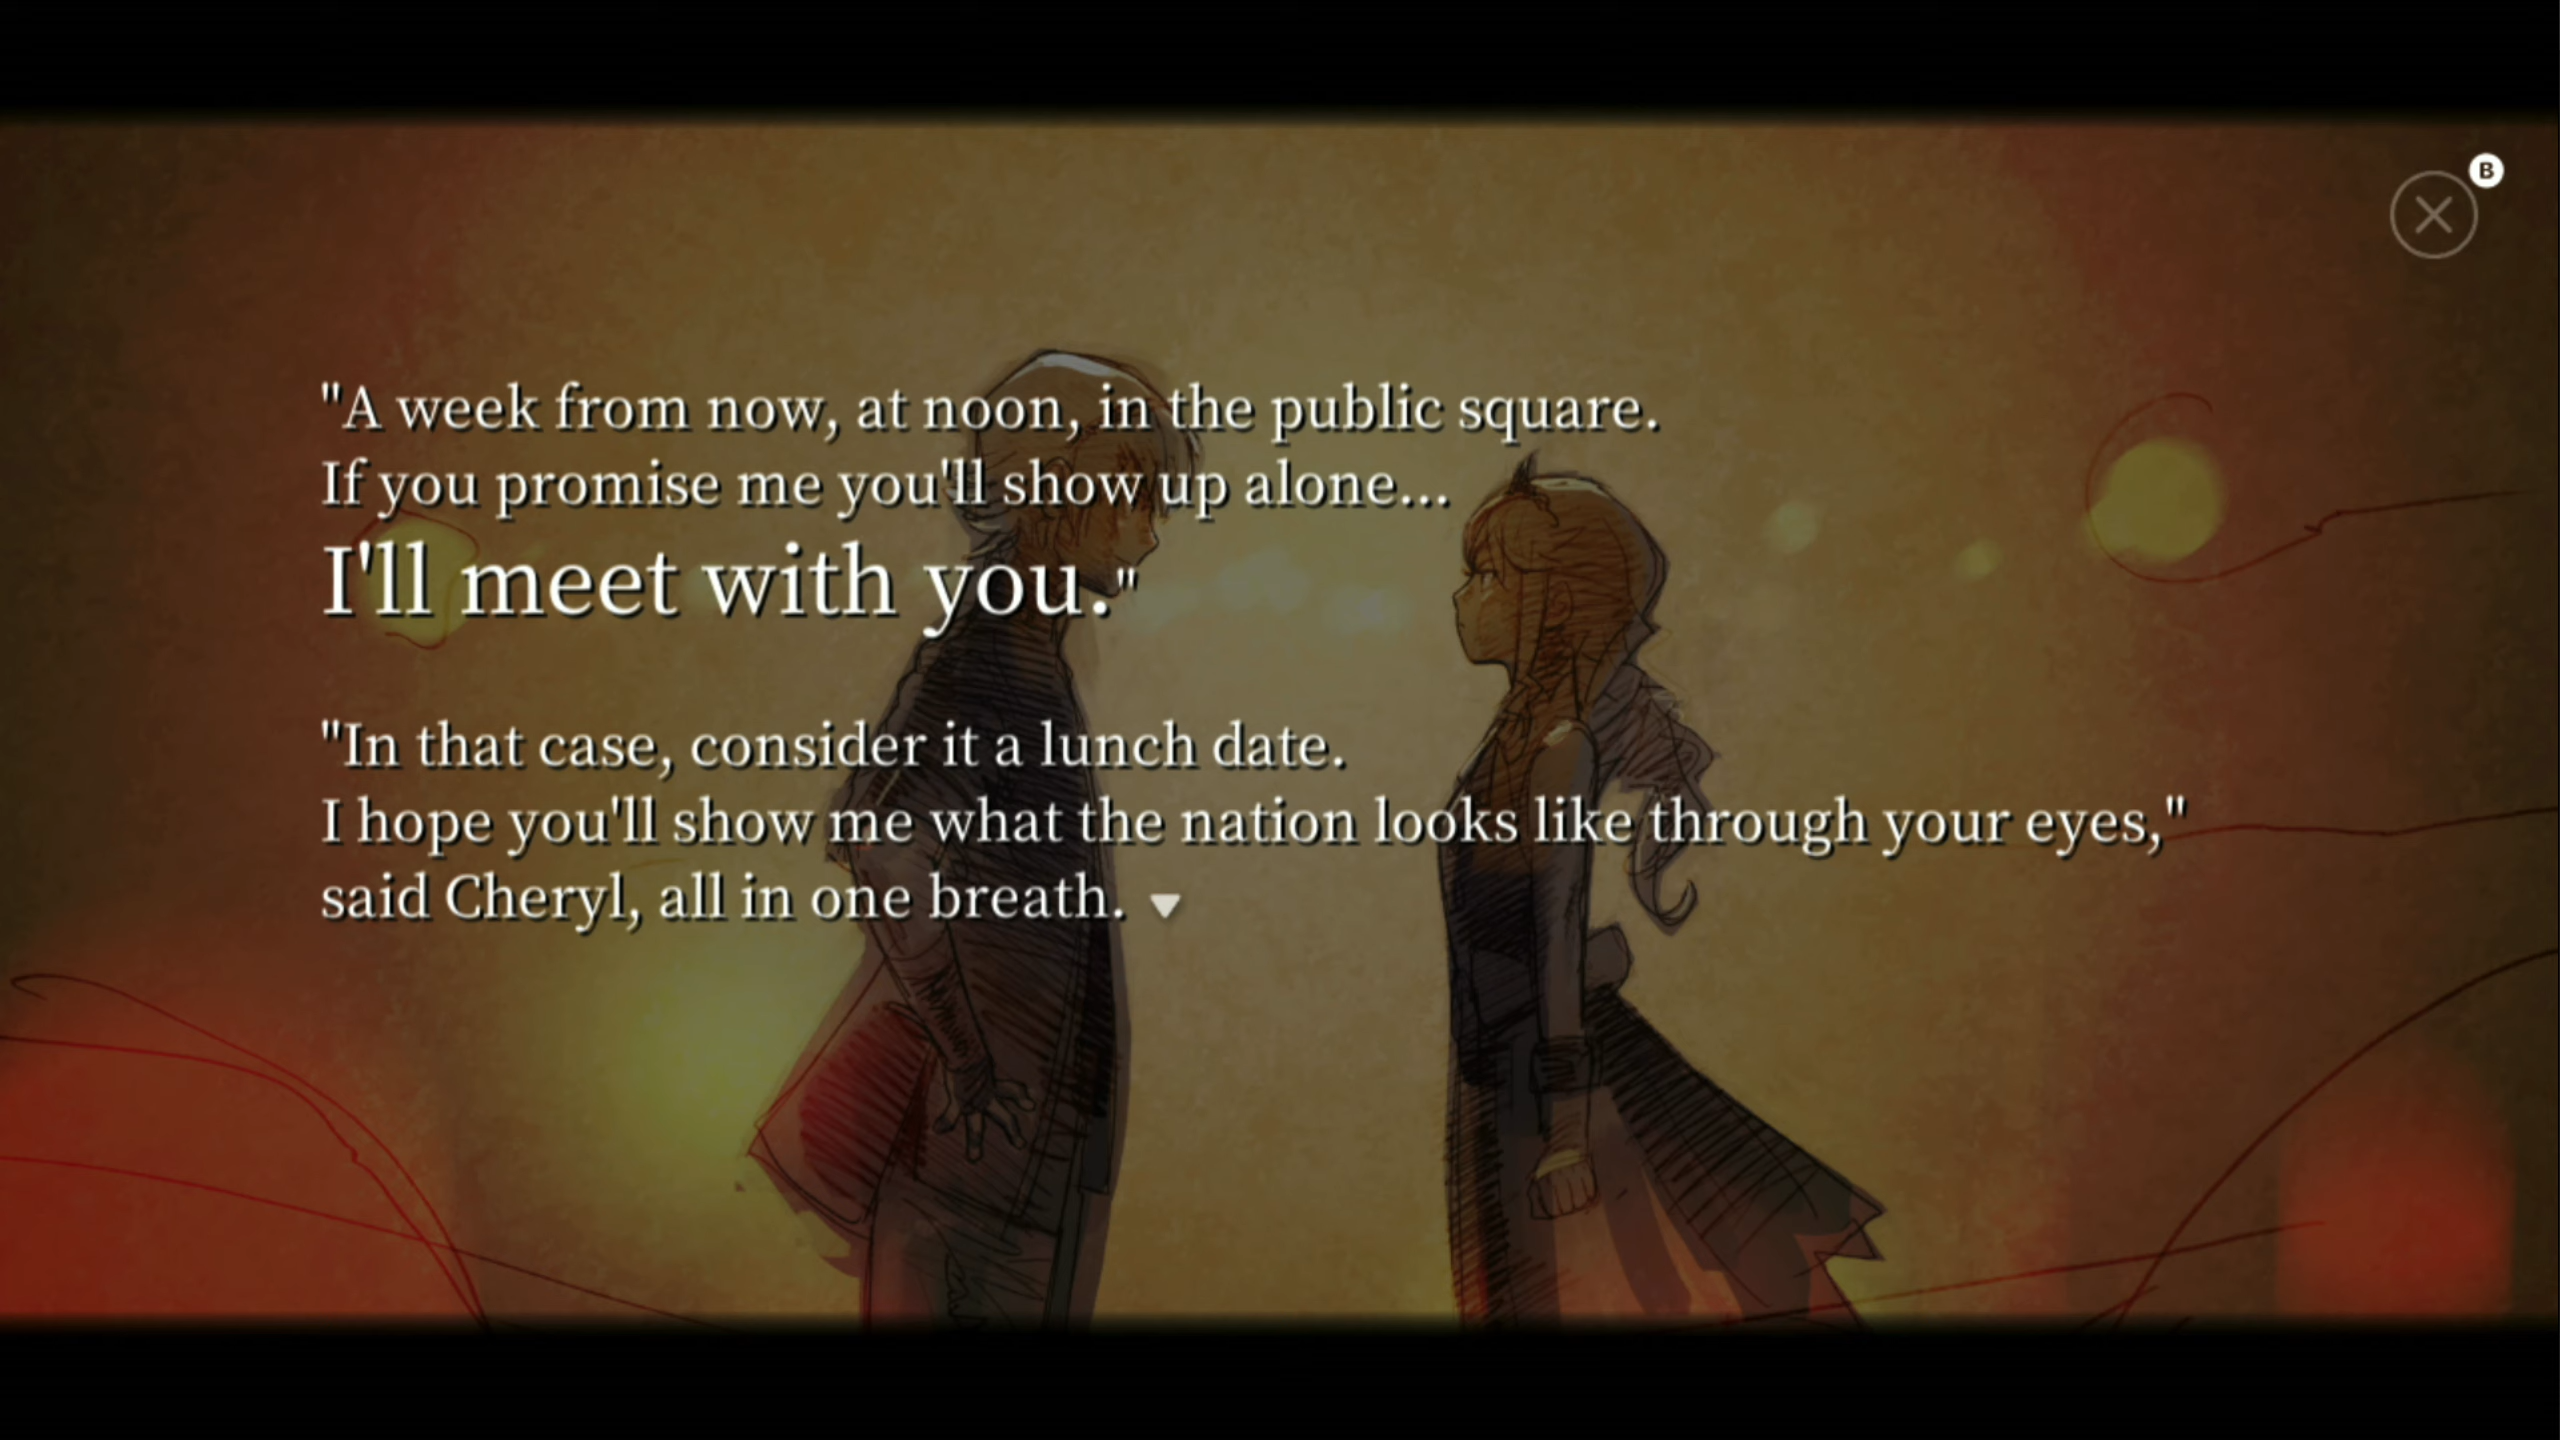 B
"A week from now, at noon, in the public square.
If you promise me you'll show up alone...
I'll meet with you."
"In that case, consider it a lunch date.
I hope you'll show me what the nation looks like through your eyes,"
said Cheryl, all in one breath.